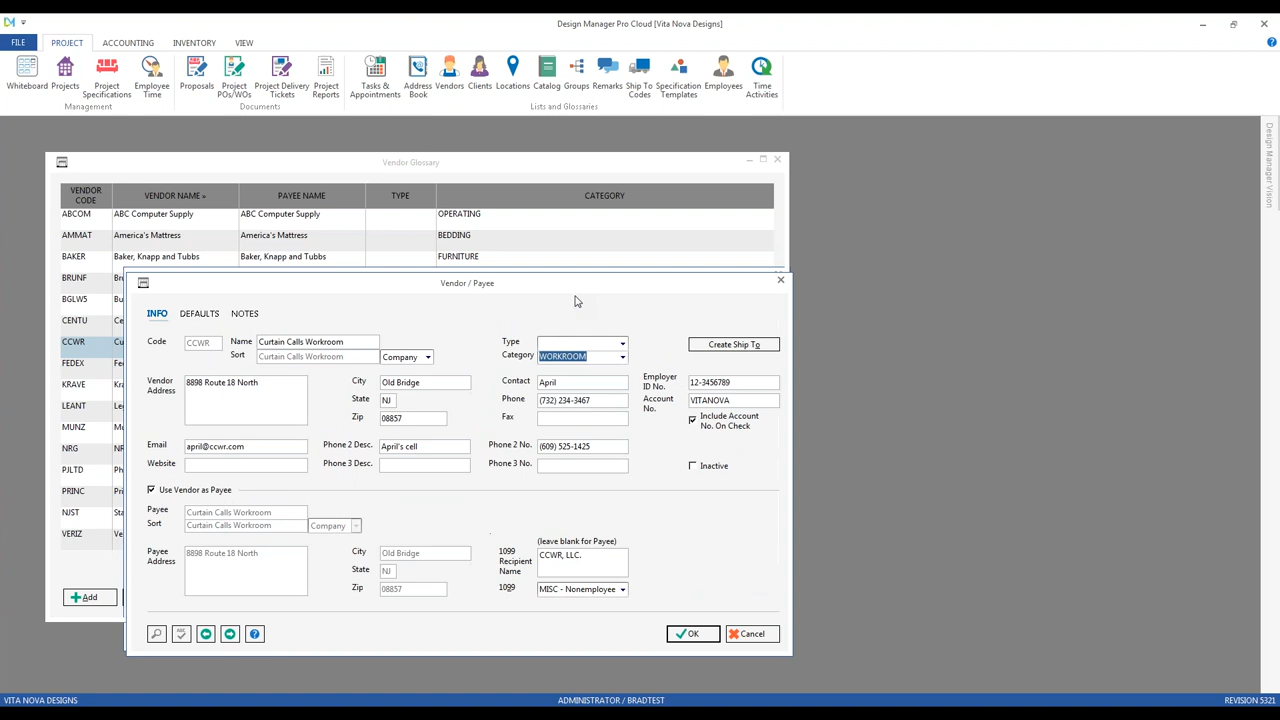 Design Manager Pro Cloud [Vita Nova Designs]
FILE PROJECT ACCOUNTING INVENTORY VIEW
Whiteboard Projects Project Specifications Employee Time Proposals Project POs/WOs Project Delivery Tickets Project Reports Tasks & Appointments Address Book Vendors Clients Locations Catalog Groups Remarks Ship To Codes Specification Templates Employees Time Activities
Management Documents Lists and Glossaries
Design Manager Vision
Vendor Glossary
VENDOR CODE VENDOR NAME PAYEE NAME TYPE CATEGORY
ABCOM ABC Computer Supply ABC Computer Supply OPERATING
AMMAT America's Mattress America's Mattress BEDDING
BAKER Baker, Knapp and Tubbs Baker, Knapp and Tubbs FURNITURE
BRUNF
BGLW5
CENTU
CCWR
FEDEX
KRAVE
LEANT
MUNZ
NRG
PJLTD
PRINC
NJST
VERIZ
Add
Vendor / Payee
INFO DEFAULTS NOTES
Code CCWR Name Curtain Calls Workroom Type Create Ship To
Sort Curtain Calls Workroom Company Category WORKROOM
Vendor Address 8898 Route 18 North City Old Bridge Contact April Employer ID No. 12-3456789
State NJ Phone (732) 234-3467 Account No. VITANOVA
Zip 08857 Fax Include Account No. On Check
Email april@ccwr.com Phone 2 Desc. April's cell Phone 2 No. (609) 525-1425
Website Phone 3 Desc. Phone 3 No. Inactive
Use Vendor as Payee
Payee Curtain Calls Workroom
Sort Curtain Calls Workroom Company
(leave blank for Payee)
Payee Address 8898 Route 18 North City Old Bridge 1099 Recipient Name CCWR, LLC.
State NJ
Zip 08857 1099 MISC - Nonemployee
OK Cancel
VITA NOVA DESIGNS ADMINISTRATOR / BRADTEST REVISION 5321